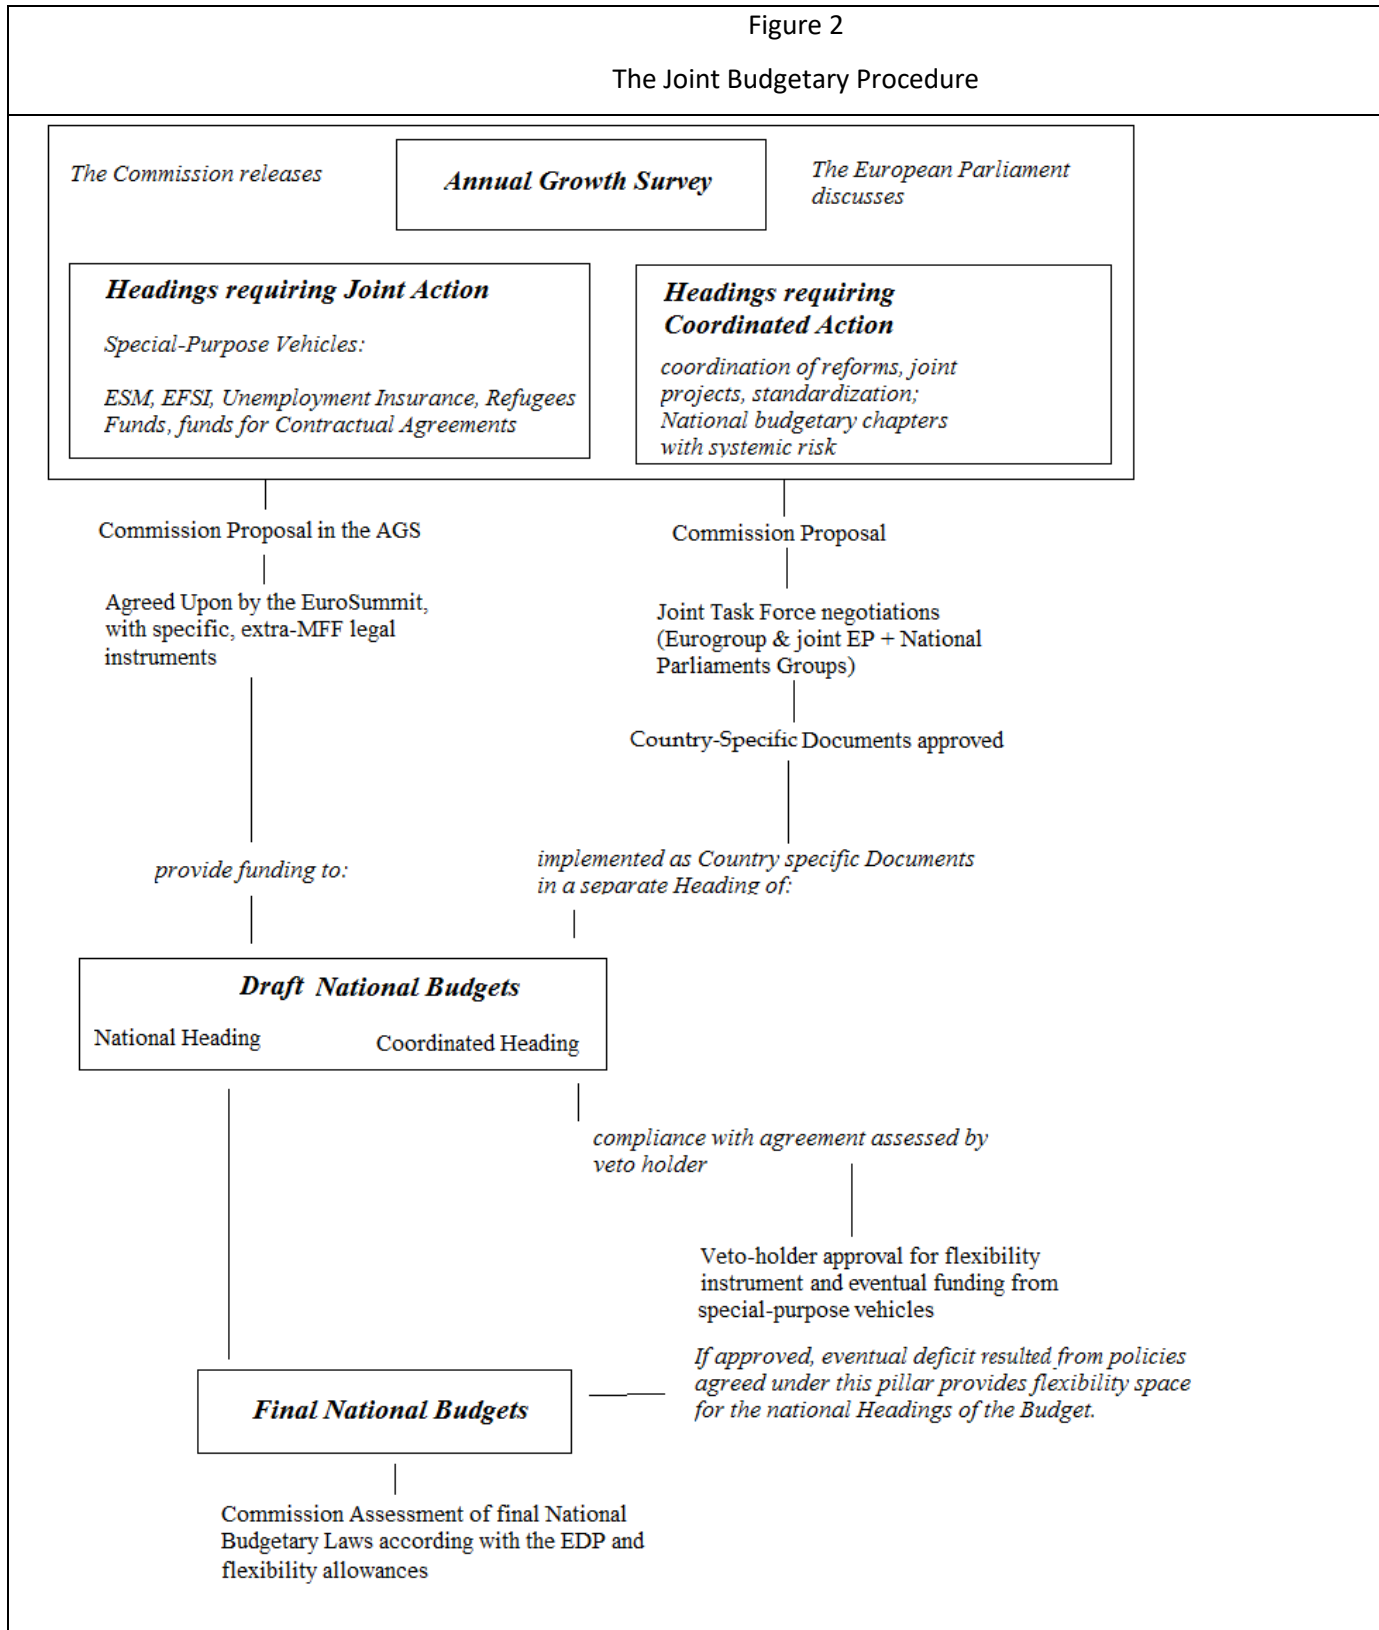 Figure 2
The Joint Budgetary Procedure
The Commission releases
Annual Growth Survey
The European Parliament
discusses
Headings requiring Joint Action
Special-Purpose Vehicles:
ESM, EFSI, Unemployment Insurance, Refugees
Funds, funds for Contractual Agreements
Headings requiring
Coordinated Action
coordination of reforms, joint
projects, standardization;
National budgetary chapters
with systemic risk
Commission Proposal in the AGS
Agreed Upon by the EuroSummit,
with specific, extra-MFF legal
instruments
Commission Proposal
Joint Task Force negotiations
(Eurogroup & joint EP + National
Parliaments Groups)
Country-Specific Documents approved
provide funding to:
implemented as Country specific Documents
in a separate Heading of:
Draft National Budgets
National Heading
Coordinated Heading
compliance with agreement assessed by
veto holder
Veto-holder approval for flexibility
instrument and eventual funding from
special-purpose vehicles
If approved, eventual deficit resulted from policies
agreed under this pillar provides flexibility space
for the national Headings of the Budget.
Final National Budgets
Commission Assessment of final National
Budgetary Laws according with the EDP and
flexibility allowances